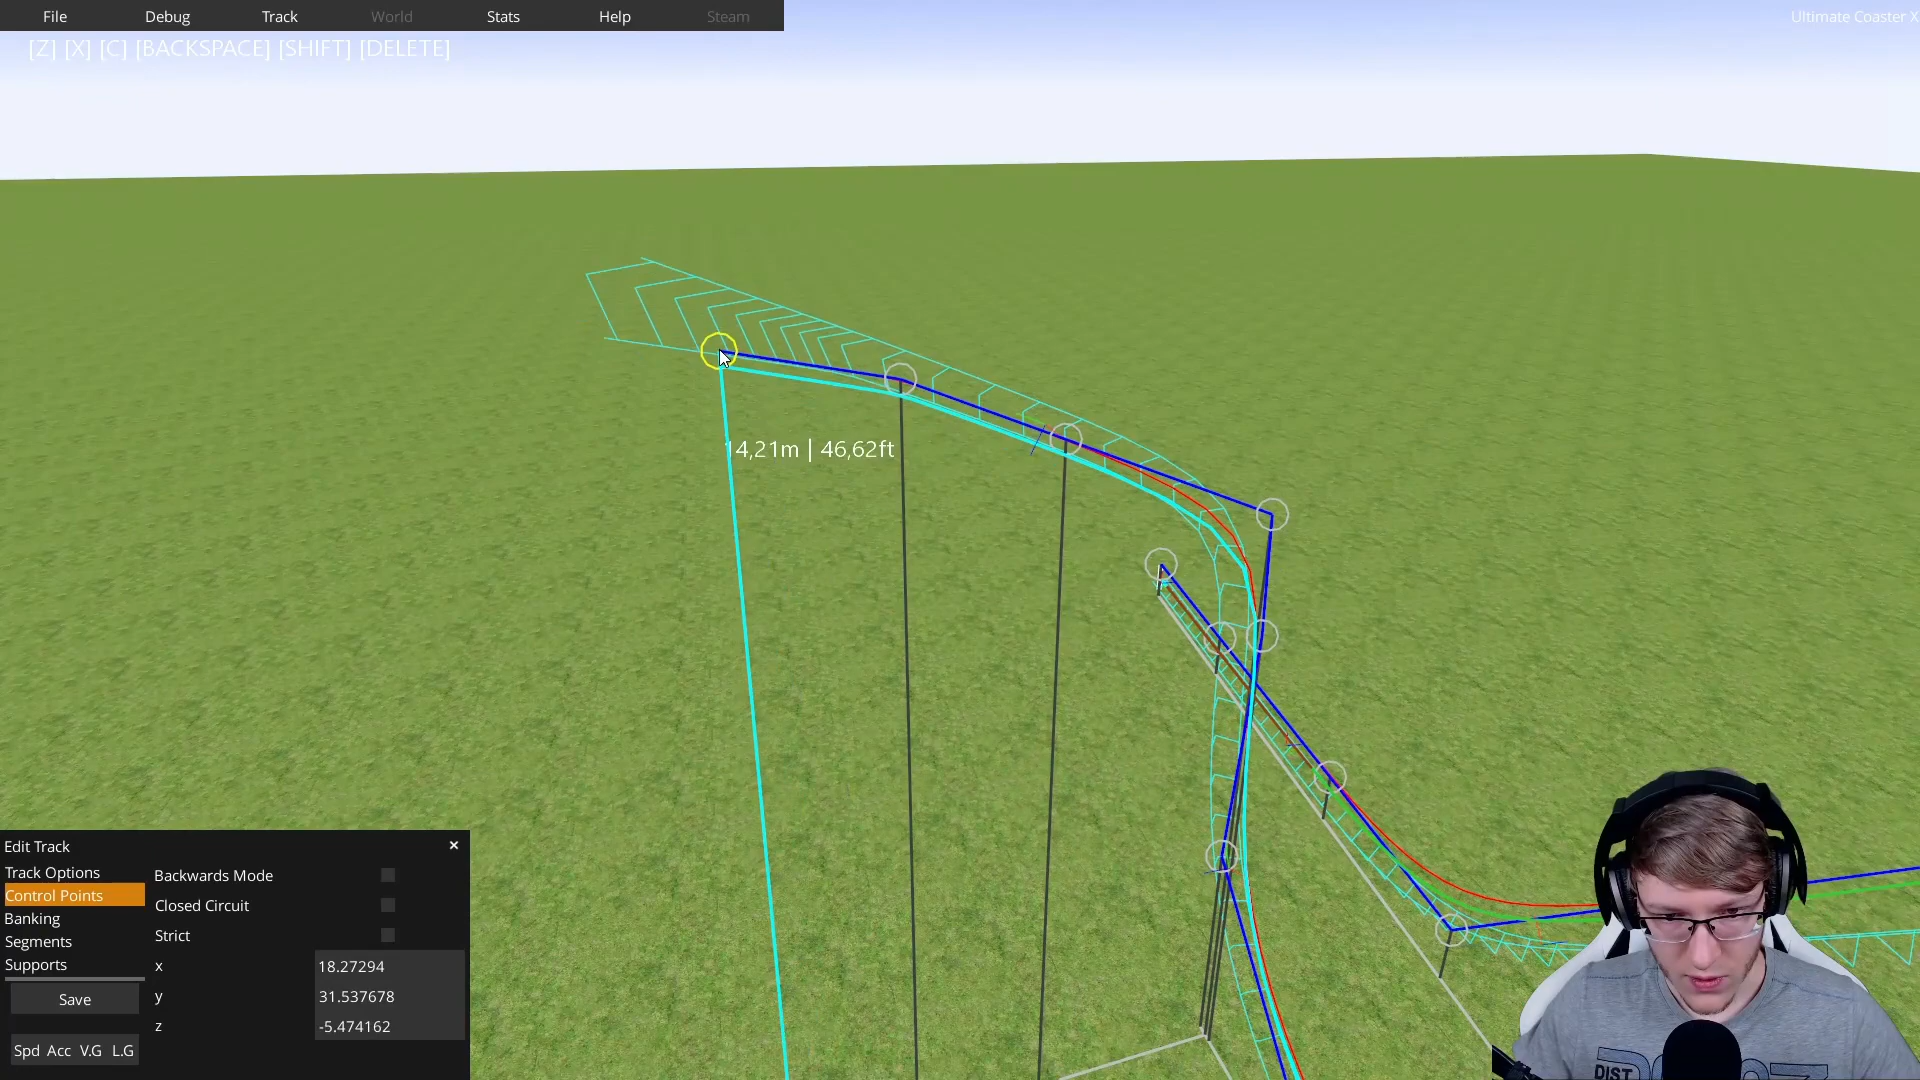 File Debug Track World Stats Help Steam
Ultimate Coaster X
[Z] [X] [C] [BACKSPACE] [SHIFT] [DELETE]
14,21m | 46,62ft
Edit Track ×
Track Options
Control Points
Banking
Segments
Supports
Save
Spd Acc V.G L.G
Backwards Mode
Closed Circuit
Strict
x 18.27294
y 31.537678
z -5.474162
DIST